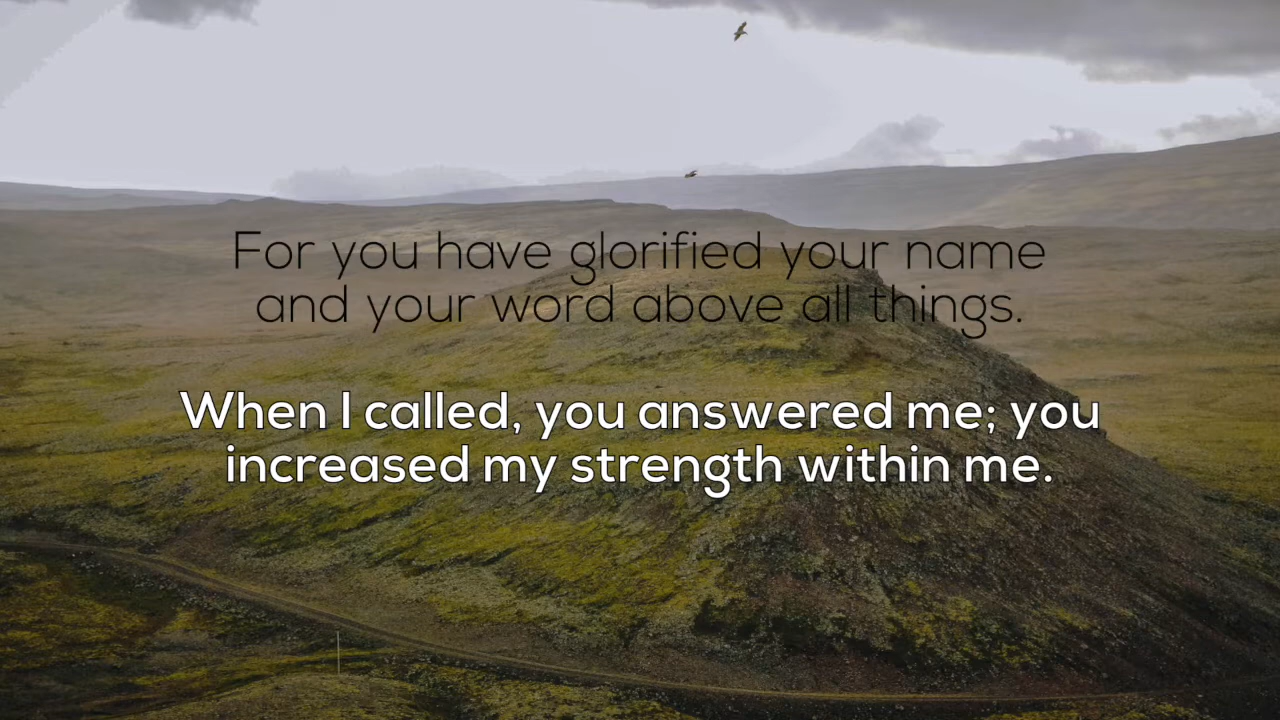 For you have glorified your name
and your word above all things.
When I called, you answered me; you
increased my strength within me.